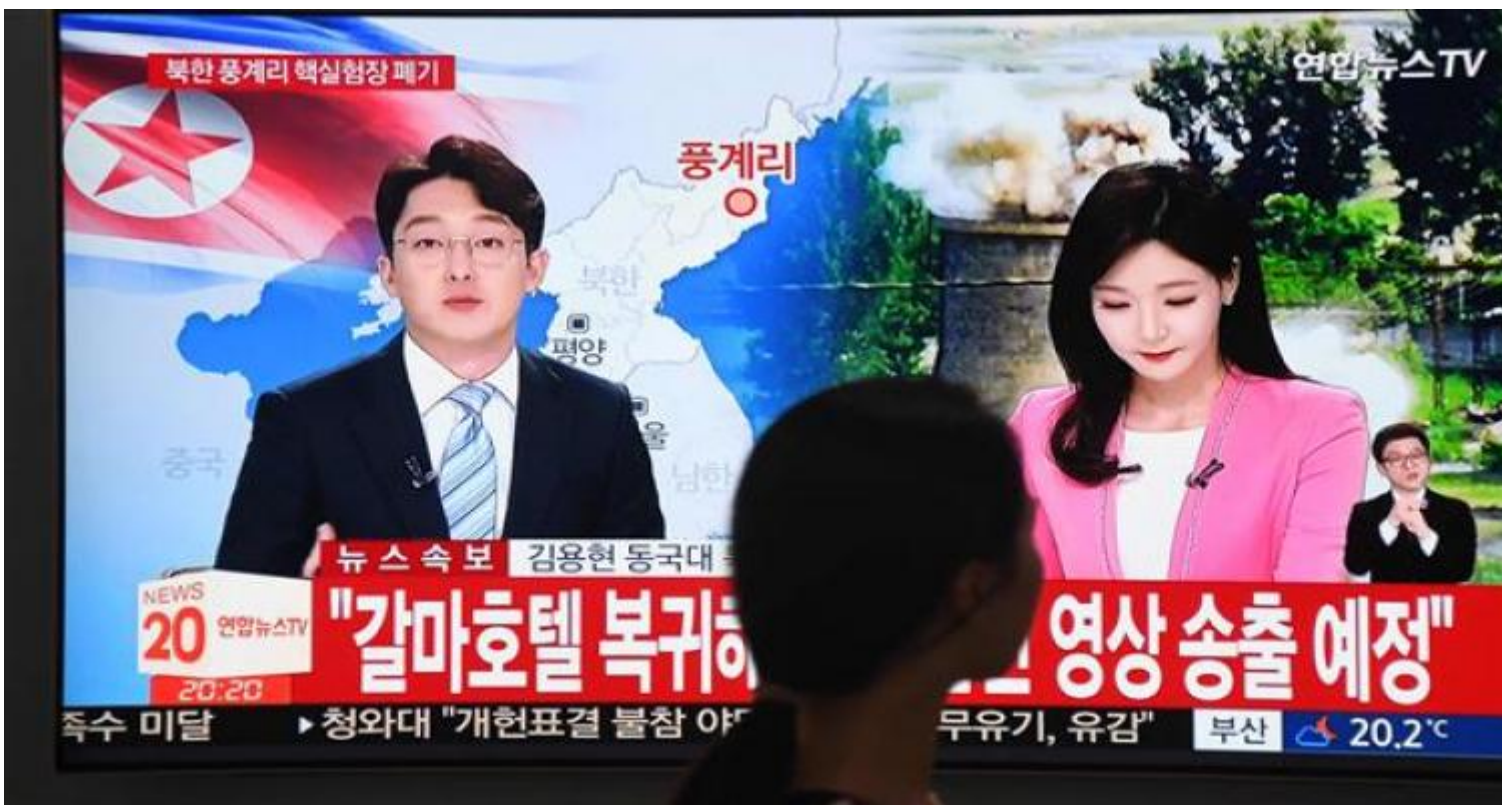 북한 풍계리 핵실험장 폐기
연합뉴스TV
풍계리
북한
평양
울
중국
남한
뉴스속보
김용현 동국대
NEWS
20 연합뉴스TV
20:20
"갈마호텔 복귀해 영상 송출 예정"
족수 미달 ▸청와대 "개헌표결 불참 야 무유기, 유감"
부산 20.2℃